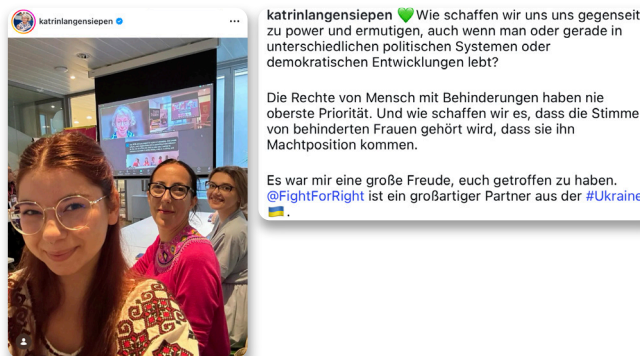 katrinlangensiepen
katrinlangensiepen 💚Wie schaffen wir uns uns gegenseit
zu power und ermutigen, auch wenn man oder gerade in
unterschiedlichen politischen Systemen oder
demokratischen Entwicklungen lebt?
Die Rechte von Mensch mit Behinderungen haben nie
oberste Priorität. Und wie schaffen wir es, dass die Stimme
von behinderten Frauen gehört wird, dass sie ihn
Machtposition kommen.
Es war mir eine große Freude, euch getroffen zu haben.
@FightForRight ist ein großartiger Partner aus der #Ukraine
🇺🇦.